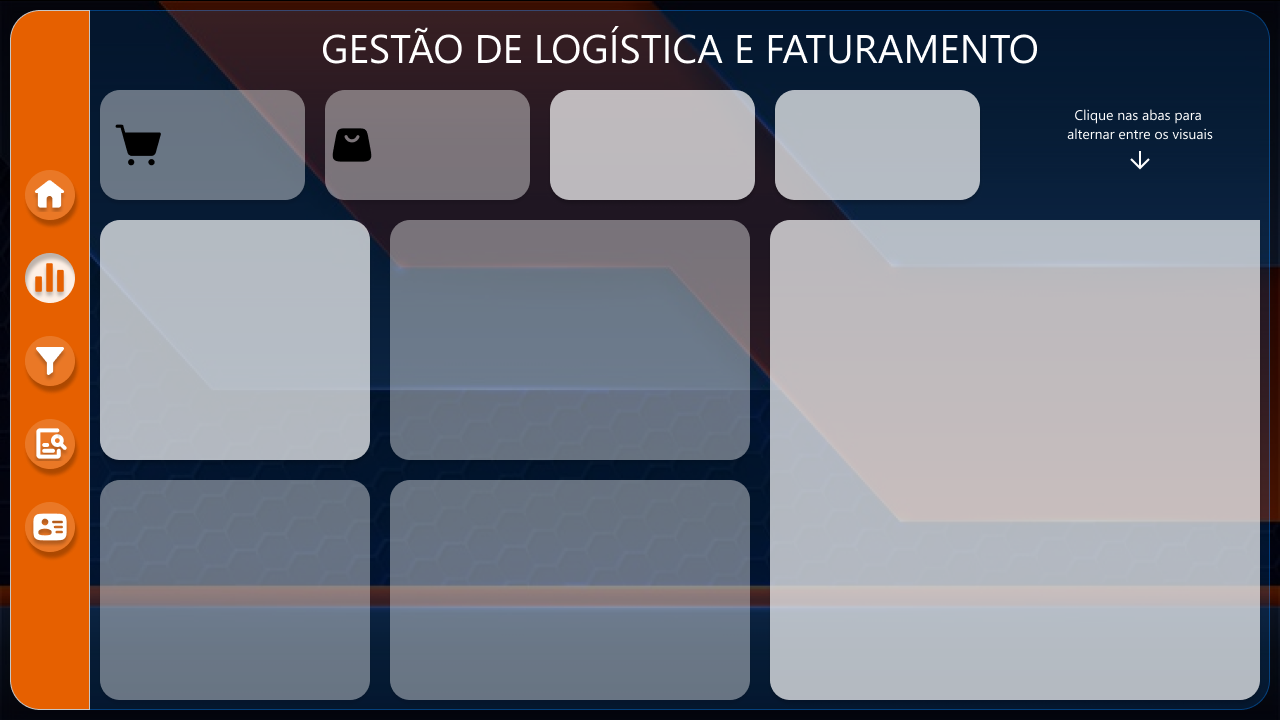 GESTÃO DE LOGÍSTICA E FATURAMENTO
Clique nas abas para
alternar entre os visuais